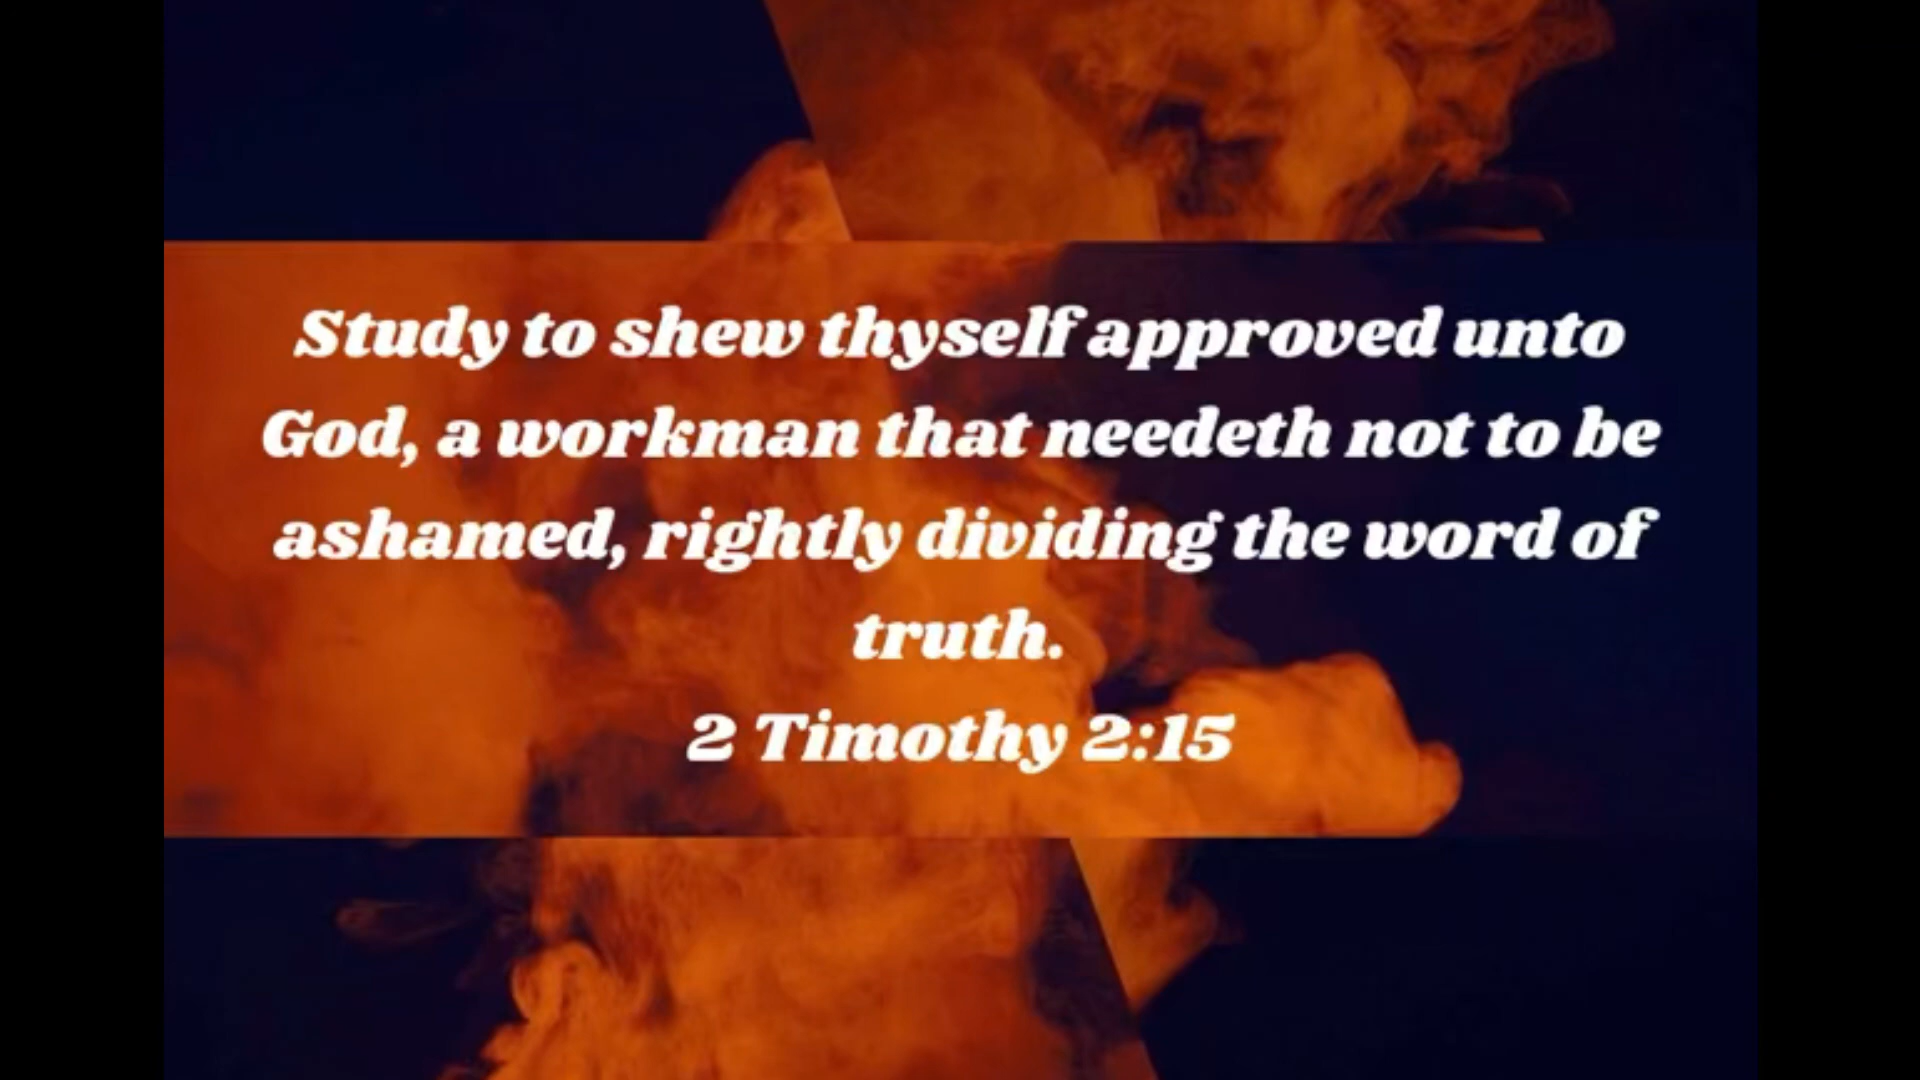 Study to shew thyself approved unto
God, a workman that needeth not to be
ashamed, rightly dividing the word of
truth.
2 Timothy 2:15